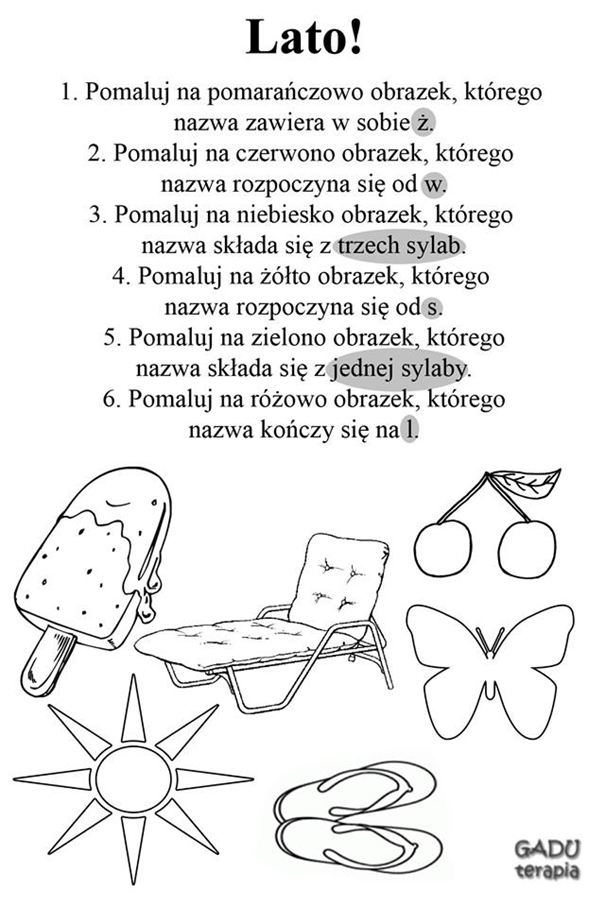 Lato!
1. Pomaluj na pomarańczowo obrazek, którego
nazwa zawiera w sobie ż.
2. Pomaluj na czerwono obrazek, którego
nazwa rozpoczyna się od w.
3. Pomaluj na niebiesko obrazek, którego
nazwa składa się z trzech sylab.
4. Pomaluj na żółto obrazek, którego
nazwa rozpoczyna się od s.
5. Pomaluj na zielono obrazek, którego
nazwa składa się z jednej sylaby.
6. Pomaluj na różowo obrazek, którego
nazwa kończy się na l.
GADU
terapia